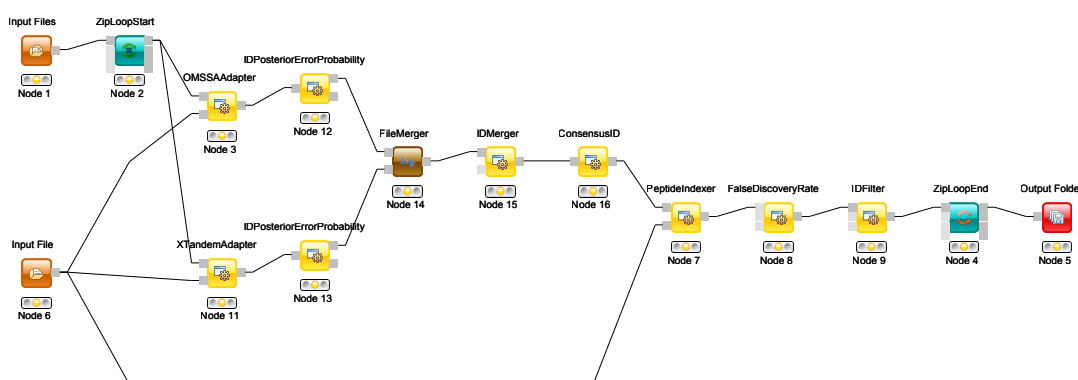 Input Files
ZipLoopStart
Node 1
Node 2
OMSSAAdapter
Node 3
IDPosteriorErrorProbability
Node 12
FileMerger
Node 14
IDMerger
Node 15
ConsensusID
Node 16
PeptideIndexer
Node 7
FalseDiscoveryRate
Node 8
IDFilter
Node 9
ZipLoopEnd
Node 4
Output Folde
Node 5
Input File
Node 6
XTandemAdapter
Node 11
IDPosteriorErrorProbability
Node 13